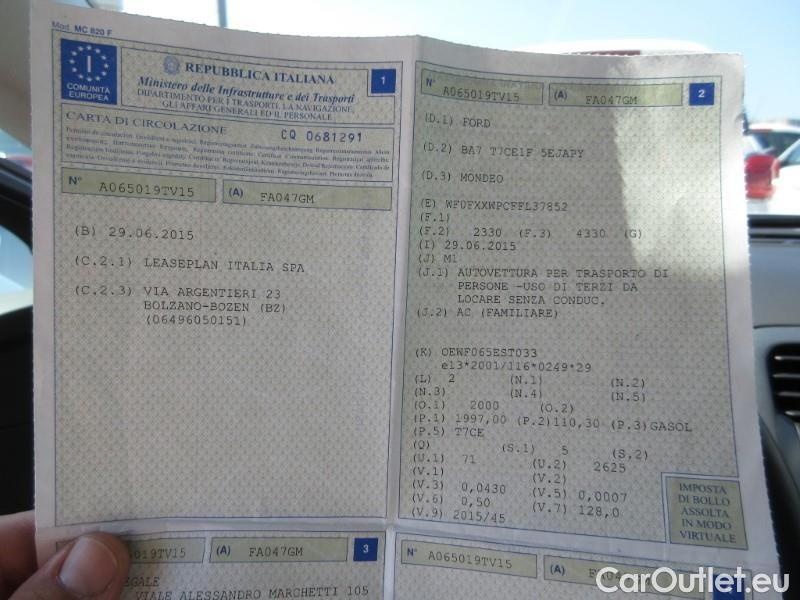 Mod. MC 820 F
I
COMUNITÀ
EUROPEA
REPUBBLICA ITALIANA
Ministero delle Infrastrutture e dei Trasporti
DIPARTIMENTO PER I TRASPORTI, LA NAVIGAZIONE,
GLI AFFARI GENERALI ED IL PERSONALE
1
CARTA DI CIRCOLAZIONE
CQ 0681291
N° A065019TV15 (A) FA047GM
(B) 29.06.2015
(C.2.1) LEASEPLAN ITALIA SPA
(C.2.3) VIA ARGENTIERI 23
BOLZANO-BOZEN (BZ)
(06496050151)
N° A065019TV15 (A) FA047GM 2
(D.1) FORD
(D.2) BA7 T7CE1F 5EJAPY
(D.3) MONDEO
(E) WF0FXXWPCFFL37852
(F.1)
(F.2) 2330 (F.3) 4330 (G)
(I) 29.06.2015
(J) M1
(J.1) AUTOVETTURA PER TRASPORTO DI
PERSONE -USO DI TERZI DA
LOCARE SENZA CONDUC.
(J.2) AC (FAMILIARE)
(K) OEWF065EST033
e13*2001/116*0249*29
(L) 2 (N.1) (N.2)
(N.3) (N.4) (N.5)
(O.1) 2000 (O.2)
(P.1) 1997,00 (P.2)110,30 (P.3)GASOL
(P.5) T7CE
(Q) (S.1) 5 (S.2)
(U.1) 71 (U.2) 2625
(V.1) (V.2)
(V.3) 0,0430 (V.5) 0,0007
(V.6) 0,50 (V.7) 128,0
(V.9) 2015/45
IMPOSTA
DI BOLLO
ASSOLTA
IN MODO
VIRTUALE
019TV15 (A) FA047GM 3
EGALE
VIALE ALESSANDRO MARCHETTI 105
N° A065019TV15 (A)
CarOutlet.eu